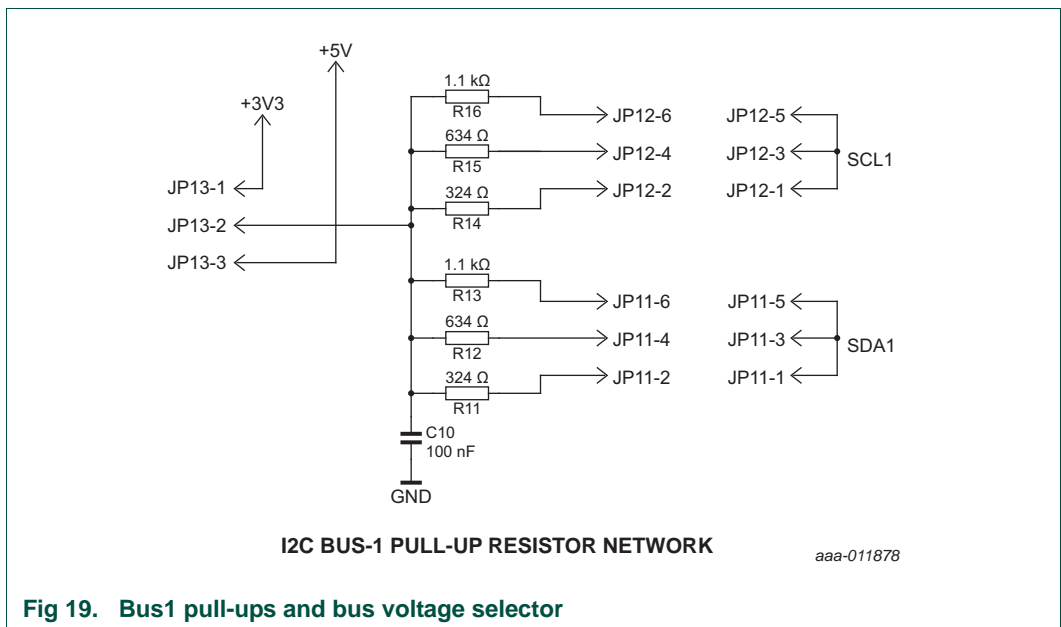 +5V
+3V3
JP13-1
JP13-2
JP13-3
1.1 kΩ
R16
634 Ω
R15
324 Ω
R14
1.1 kΩ
R13
634 Ω
R12
324 Ω
R11
C10
100 nF
GND
JP12-6
JP12-4
JP12-2
JP11-6
JP11-4
JP11-2
JP12-5
JP12-3
JP12-1
SCL1
JP11-5
JP11-3
JP11-1
SDA1
I2C BUS-1 PULL-UP RESISTOR NETWORK
aaa-011878
Fig 19. Bus1 pull-ups and bus voltage selector